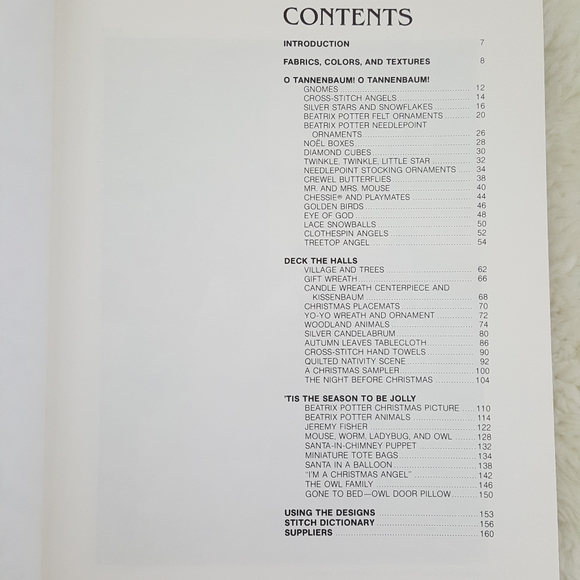 CONTENTS
INTRODUCTION 7
FABRICS, COLORS, AND TEXTURES 8
O TANNENBAUM! O TANNENBAUM!
GNOMES 12
CROSS-STITCH ANGELS 14
SILVER STARS AND SNOWFLAKES 16
BEATRIX POTTER FELT ORNAMENTS 20
BEATRIX POTTER NEEDLEPOINT
ORNAMENTS 26
NOËL BOXES 28
DIAMOND CUBES 30
TWINKLE, TWINKLE, LITTLE STAR 32
NEEDLEPOINT STOCKING ORNAMENTS 34
CREWEL BUTTERFLIES 38
MR. AND MRS. MOUSE 40
CHESSIE® AND PLAYMATES 44
GOLDEN BIRDS 46
EYE OF GOD 48
LACE SNOWBALLS 50
CLOTHESPIN ANGELS 52
TREETOP ANGEL 54
DECK THE HALLS
VILLAGE AND TREES 62
GIFT WREATH 66
CANDLE WREATH CENTERPIECE AND
KISSENBAUM 68
CHRISTMAS PLACEMATS 70
YO-YO WREATH AND ORNAMENT 72
WOODLAND ANIMALS 74
SILVER CANDELABRUM 80
AUTUMN LEAVES TABLECLOTH 86
CROSS-STITCH HAND TOWELS 90
QUILTED NATIVITY SCENE 92
A CHRISTMAS SAMPLER 100
THE NIGHT BEFORE CHRISTMAS 104
'TIS THE SEASON TO BE JOLLY
BEATRIX POTTER CHRISTMAS PICTURE 110
BEATRIX POTTER ANIMALS 114
JEREMY FISHER 122
MOUSE, WORM, LADYBUG, AND OWL 128
SANTA-IN-CHIMNEY PUPPET 132
MINIATURE TOTE BAGS 134
SANTA IN A BALLOON 138
"I'M A CHRISTMAS ANGEL" 142
THE OWL FAMILY 146
GONE TO BED—OWL DOOR PILLOW 150
USING THE DESIGNS 153
STITCH DICTIONARY 156
SUPPLIERS 160